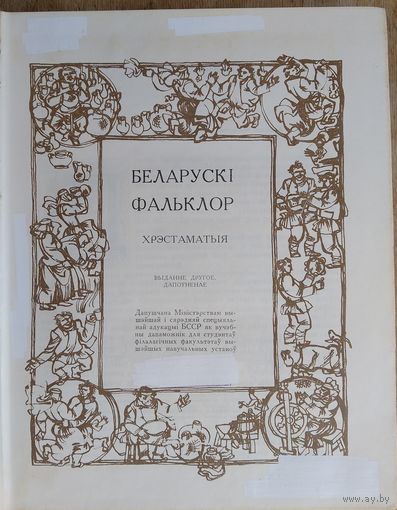 БЕЛАРУСКІ
ФАЛЬКЛОР
ХРЭСТАМАТЫЯ
ВЫДАННЕ ДРУГОЕ,
ДАПОЎНЕНАЕ
Дапушчана Міністэрствам вы-
шэйшай і сярэдняй спецыяль-
най адукацыі БССР як вучэб-
ны дапаможнік для студэнтаў
філалагічных факультэтаў вы-
шэйшых навучальных устаноў
www.ay.by